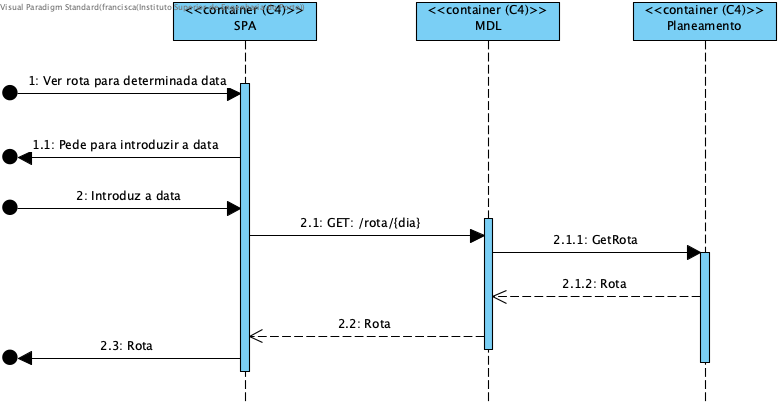 Visual Paradigm Standard(francisca(Instituto Superior de
<<container (C4)>>
SPA
<<container (C4)>>
MDL
<<container (C4)>>
Planeamento
1: Ver rota para determinada data
1.1: Pede para introduzir a data
2: Introduz a data
2.1: GET: /rota/{dia}
2.1.1: GetRota
2.1.2: Rota
2.2: Rota
2.3: Rota